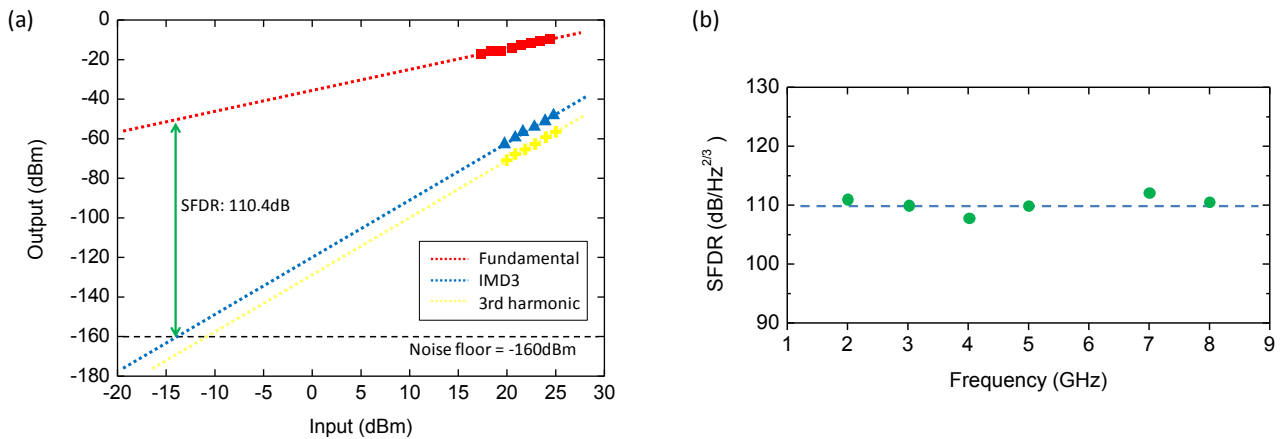 (a)
0
-20
-40
-60
-80
-100
-120
-140
-160
-180
-20 -15 -10 -5 0 5 10 15 20 25 30
Output (dBm)
Input (dBm)
SFDR: 110.4dB
Fundamental
IMD3
3rd harmonic
Noise floor = -160dBm
(b)
130
120
110
100
90
1 2 3 4 5 6 7 8 9
SFDR (dB/Hz^2/3)
Frequency (GHz)